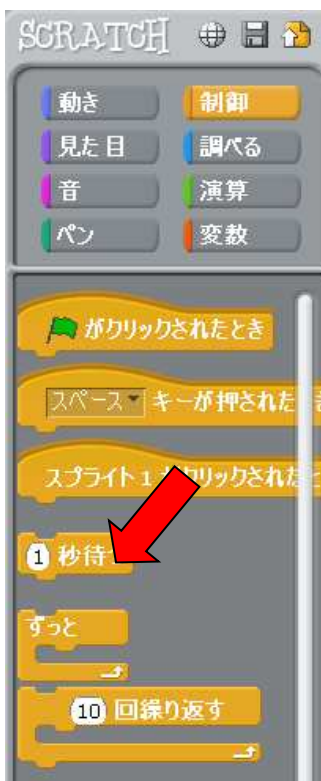 SCRATCH
動き 制御
見た目 調べる
音 演算
ペン 変数
がクリックされたとき
スペース キーが押された
スプライト1 クリックされた
1 秒待
ずっと
10 回繰り返す